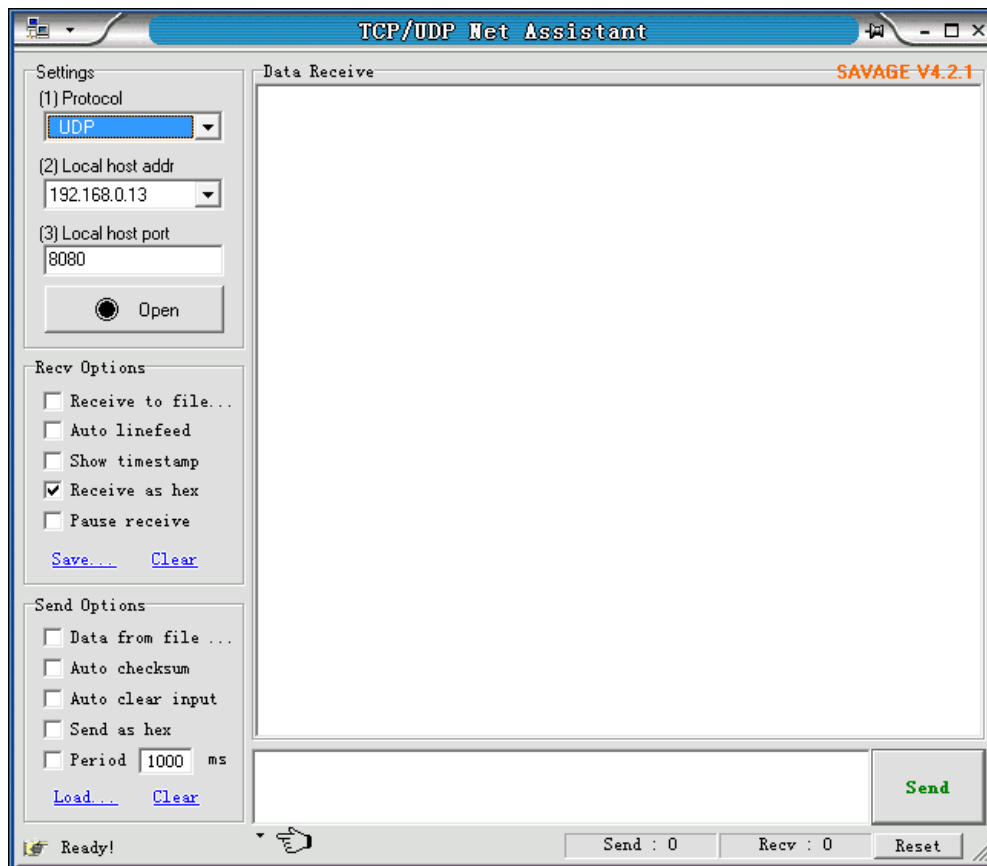 TCP/UDP Net Assistant
Settings
(1) Protocol
UDP
(2) Local host addr
192.168.0.13
(3) Local host port
8080
Open
Recv Options
Receive to file...
Auto linefeed
Show timestamp
Receive as hex
Pause receive
Save... Clear
Send Options
Data from file ...
Auto checksum
Auto clear input
Send as hex
Period 1000 ms
Load... Clear
Data Receive SAVAGE V4.2.1
Send
Ready! Send : 0 Recv : 0 Reset